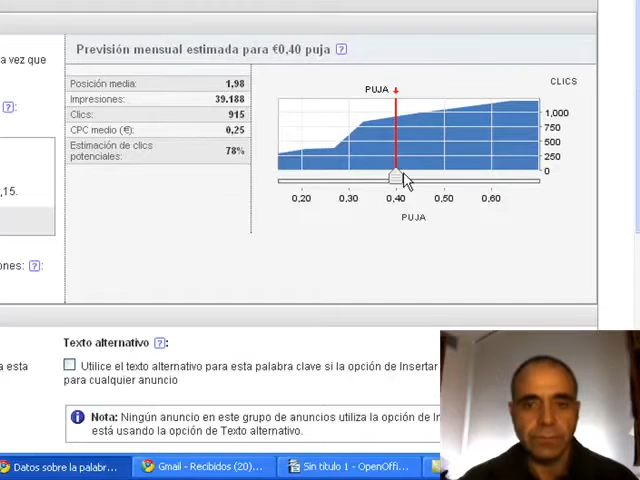 a vez que
Previsión mensual estimada para €0,40 puja [?]
[?]
Posición media: 1,98
Impresiones: 39.188
Clics: 915
CPC medio (€): 0,25
Estimación de clics potenciales: 78%
PUJA
CLICS
1,000
750
500
250
0
0,20 0,30 0,40 0,50 0,60
PUJA
,15.
ones: [?]:
Texto alternativo [?]:
a esta
Utilice el texto alternativo para esta palabra clave si la opción de Insertar
para cualquier anuncio
i Nota: Ningún anuncio en este grupo de anuncios utiliza la opción de In
está usando la opción de Texto alternativo.
Datos sobre la palabr...
Gmail - Recibidos (20)...
Sin título 1 - OpenOffi...